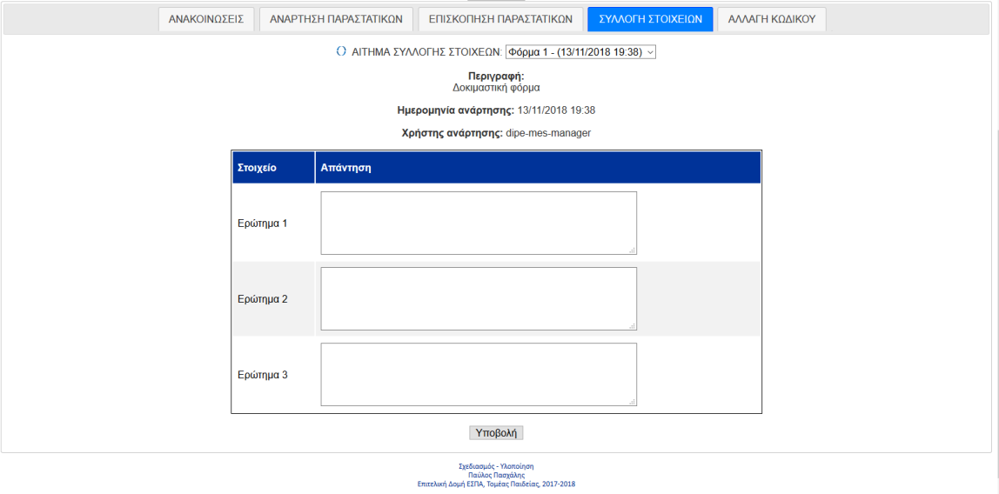 ΑΝΑΚΟΙΝΩΣΕΙΣ ΑΝΑΡΤΗΣΗ ΠΑΡΑΣΤΑΤΙΚΩΝ ΕΠΙΣΚΟΠΗΣΗ ΠΑΡΑΣΤΑΤΙΚΩΝ ΣΥΛΛΟΓΗ ΣΤΟΙΧΕΙΩΝ ΑΛΛΑΓΗ ΚΩΔΙΚΟΥ
ΑΙΤΗΜΑ ΣΥΛΛΟΓΗΣ ΣΤΟΙΧΕΩΝ: Φόρμα 1 - (13/11/2018 19:38)
Περιγραφή:
Δοκιμαστική φόρμα
Ημερομηνία ανάρτησης: 13/11/2018 19:38
Χρήστης ανάρτησης: dipe-mes-manager
Στοιχείο Απάντηση
Ερώτημα 1
Ερώτημα 2
Ερώτημα 3
Υποβολή
Σχεδιασμός - Υλοποίηση
Παύλος Πασχάλης
Επιτελική Δομή ΕΣΠΑ, Τομέας Παιδείας, 2017-2018